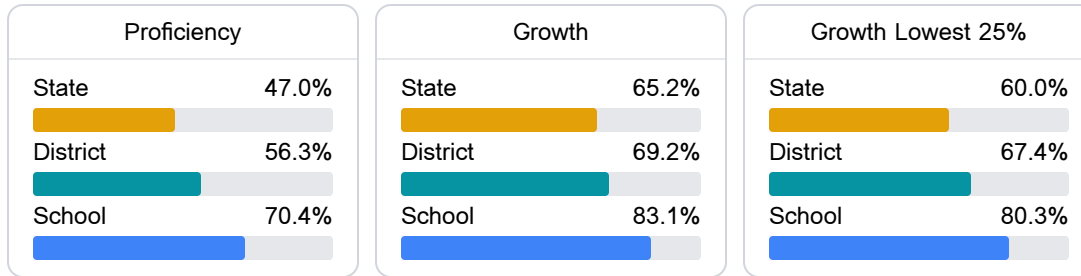 Proficiency
State 47.0%
District 56.3%
School 70.4%
Growth
State 65.2%
District 69.2%
School 83.1%
Growth Lowest 25%
State 60.0%
District 67.4%
School 80.3%